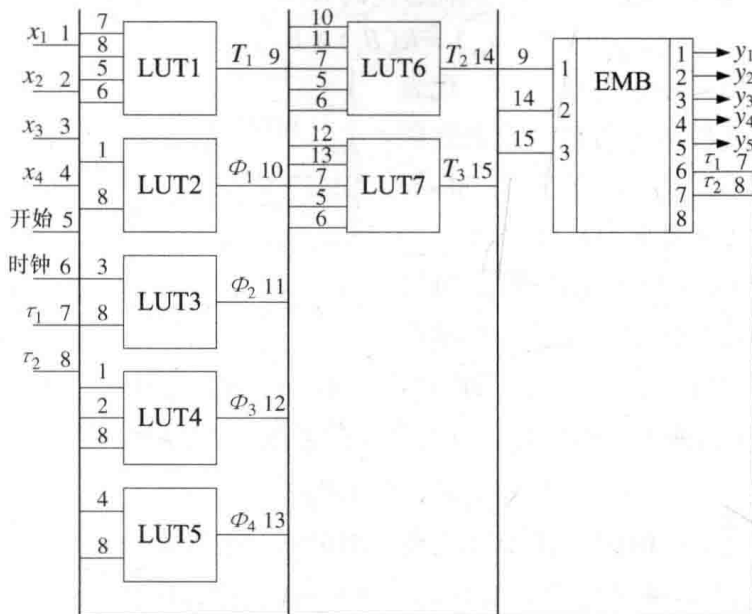 x₁ 1
x₂ 2
x₃ 3
x₄ 4
开始 5
时钟 6
τ₁ 7
τ₂ 8
7
8
5
6
LUT1
T₁ 9
1
8
LUT2
Φ₁ 10
3
8
LUT3
Φ₂ 11
1
2
8
LUT4
Φ₃ 12
4
8
LUT5
Φ₄ 13
10
11
7
5
6
LUT6
T₂ 14
12
13
7
5
6
LUT7
T₃ 15
9
14
15
1
2
3
EMB
1 y₁
2 y₂
3 y₃
4 y₄
5 y₅
6 τ₁ 7
7 τ₂ 8
8